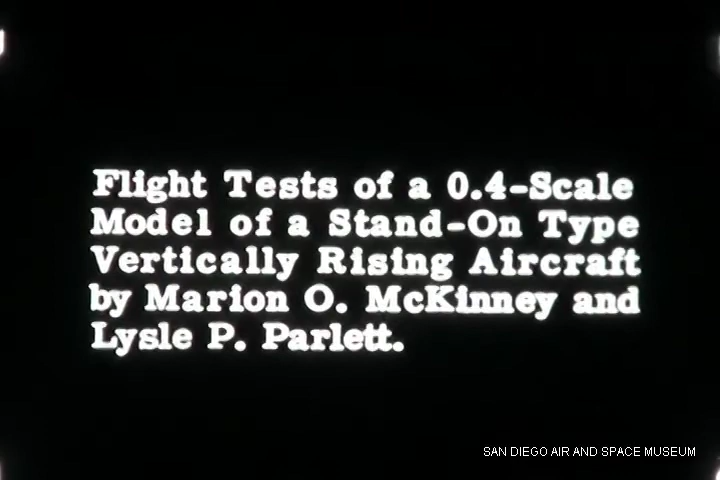 Flight Tests of a 0.4-Scale
Model of a Stand-On Type
Vertically Rising Aircraft
by Marion O. McKinney and
Lysle P. Parlett.
SAN DIEGO AIR AND SPACE MUSEUM